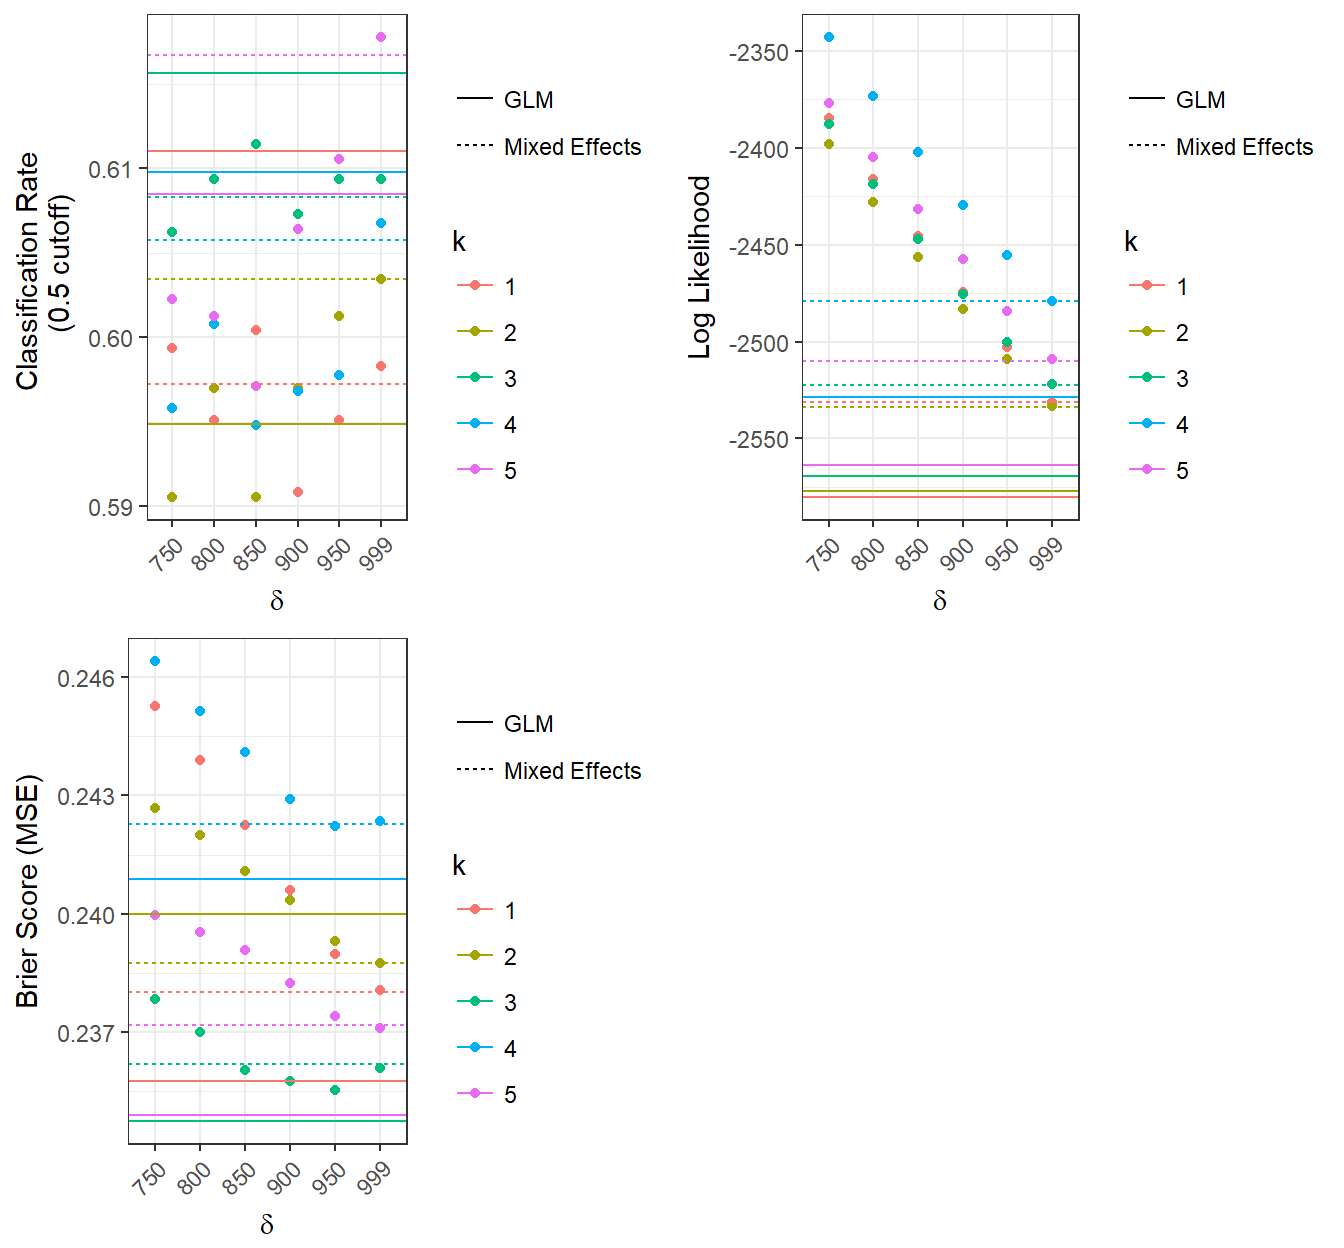 Classification Rate
(0.5 cutoff)
0.61
0.60
0.59
750
800
850
900
950
999
δ
GLM
Mixed Effects
k
1
2
3
4
5
Log Likelihood
-2350
-2400
-2450
-2500
-2550
750
800
850
900
950
999
δ
GLM
Mixed Effects
k
1
2
3
4
5
Brier Score (MSE)
0.246
0.243
0.240
0.237
750
800
850
900
950
999
δ
GLM
Mixed Effects
k
1
2
3
4
5